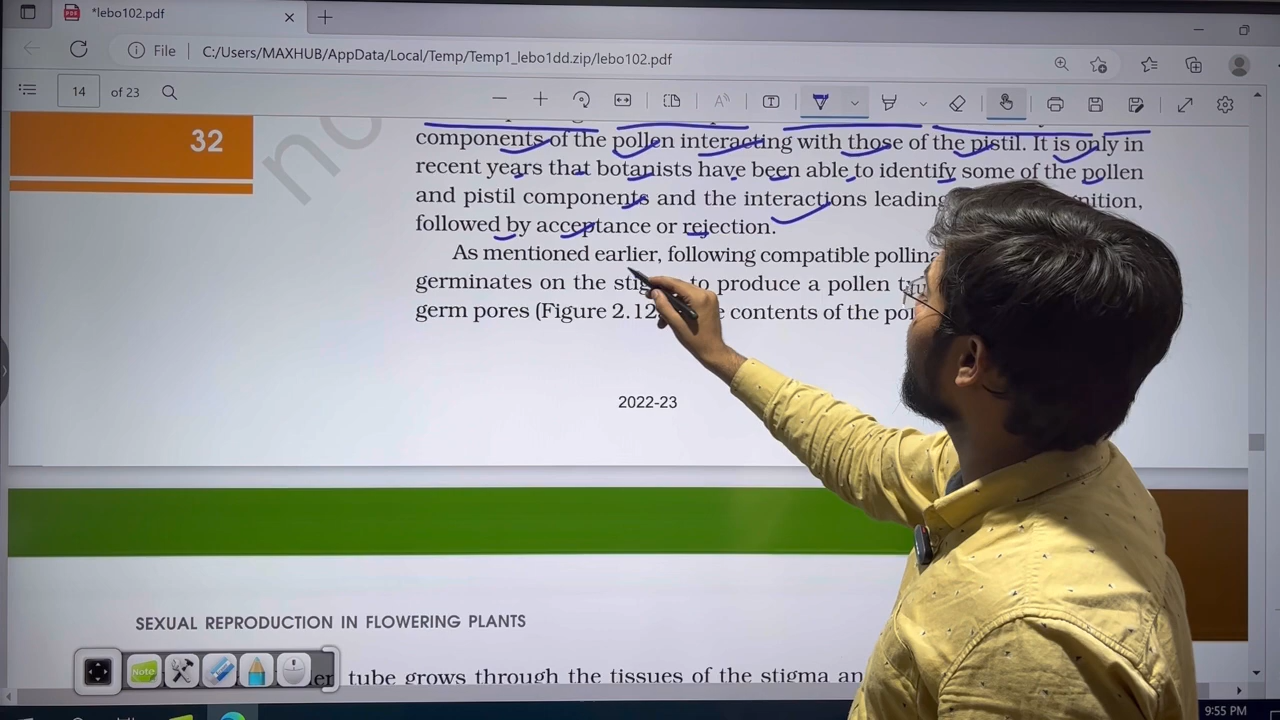 *lebo102.pdf
File C:/Users/MAXHUB/AppData/Local/Temp/Temp1_lebo1dd.zip/lebo102.pdf
14 of 23
32
no
components of the pollen interacting with those of the pistil. It is only in
recent years that botanists have been able to identify some of the pollen
and pistil components and the interactions leading
followed by acceptance or rejection.
As mentioned earlier, following compatible
germinates on the to produce a pollen
germ pores (Figure 2.12 contents of the
2022-23
SEXUAL REPRODUCTION IN FLOWERING PLANTS
Note
tube grows through the tissues of the stigma
9:55 PM